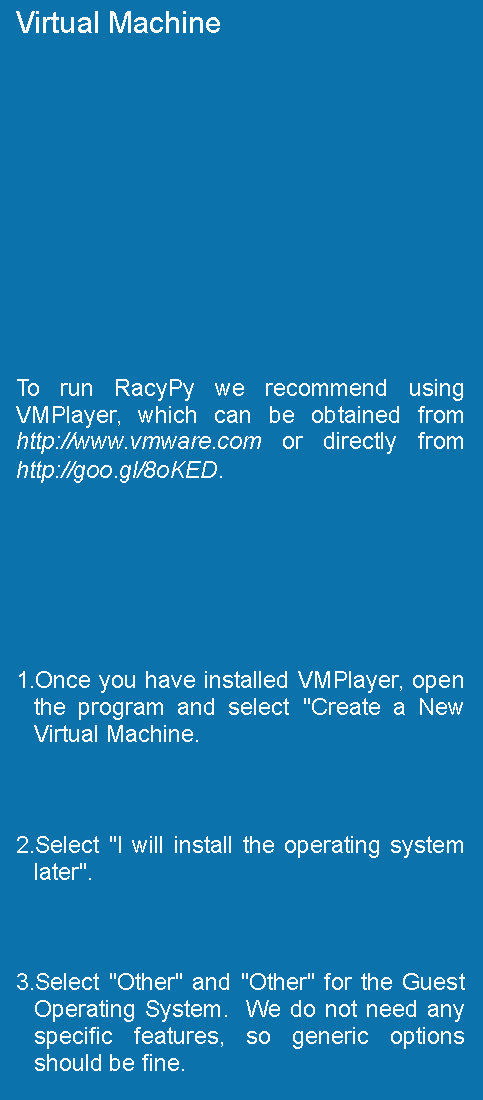 Virtual Machine
To run RacyPy we recommend using
VMPlayer, which can be obtained from
http://www.vmware.com or directly from
http://goo.gl/8oKED.
1.Once you have installed VMPlayer, open
the program and select "Create a New
Virtual Machine.
2.Select "I will install the operating system
later".
3.Select "Other" and "Other" for the Guest
Operating System.  We do not need any
specific features, so generic options
should be fine.